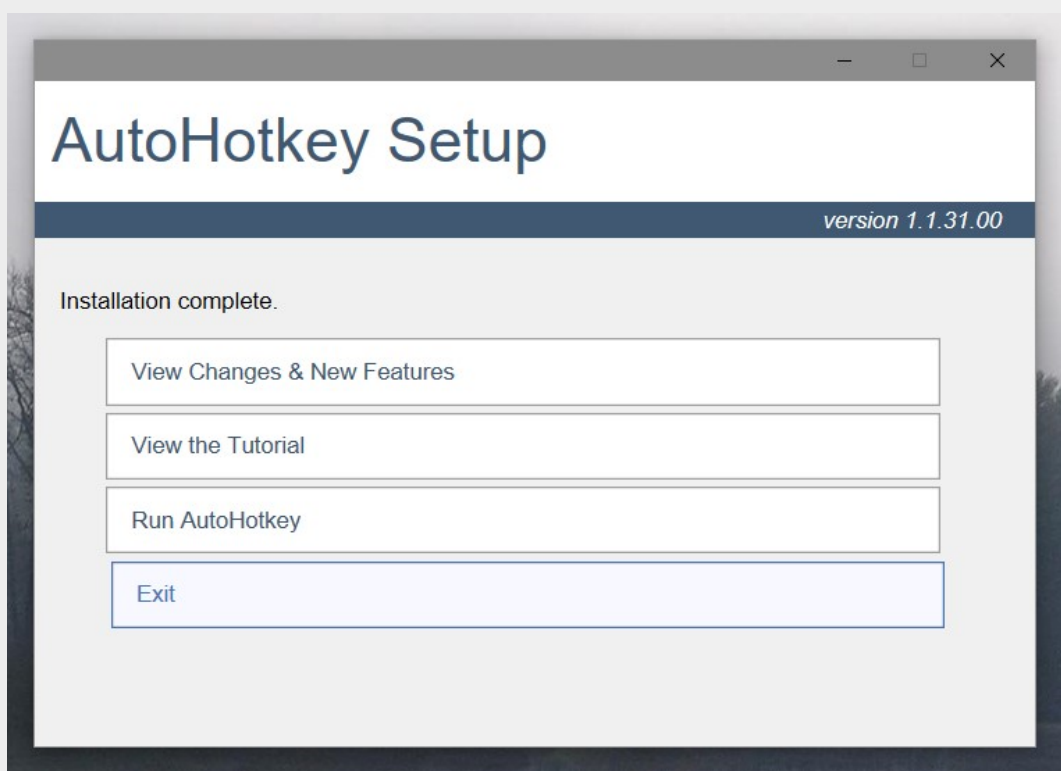 AutoHotkey Setup
version 1.1.31.00
Installation complete.
View Changes & New Features
View the Tutorial
Run AutoHotkey
Exit